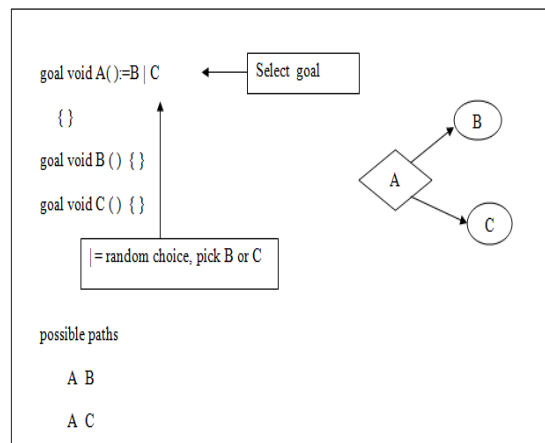 goal void A( ):=B | C
Select goal
{ }
goal void B ( ) { }
goal void C ( ) { }
| = random choice, pick B or C
B
A
C
possible paths
A B
A C